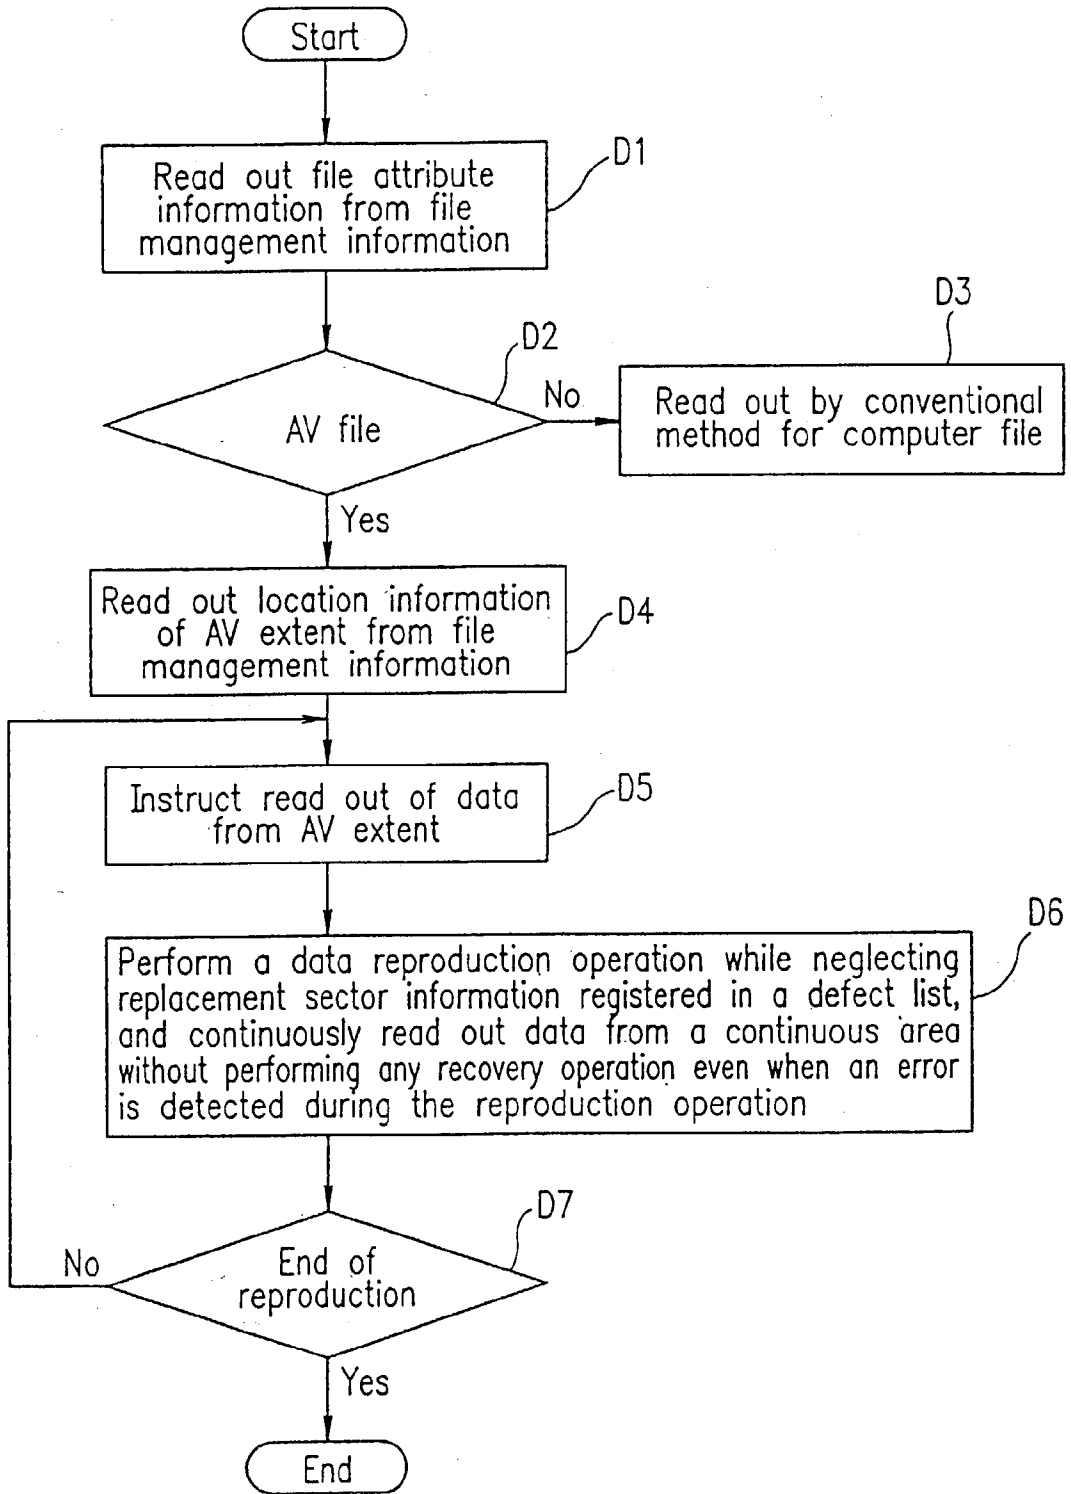 Start
D1
Read out file attribute
information from file
management information
D3
D2
No
Read out by conventional
method for computer file
AV file
Yes
Read out location information
of AV extent from file
management information
D4
Instruct read out of data
from AV extent
D5
D6
Perform a data reproduction operation while neglecting
replacement sector information registered in a defect list,
and continuously read out data from a continuous area
without performing any recovery operation even when an error
is detected during the reproduction operation
D7
No
End of
reproduction
Yes
End